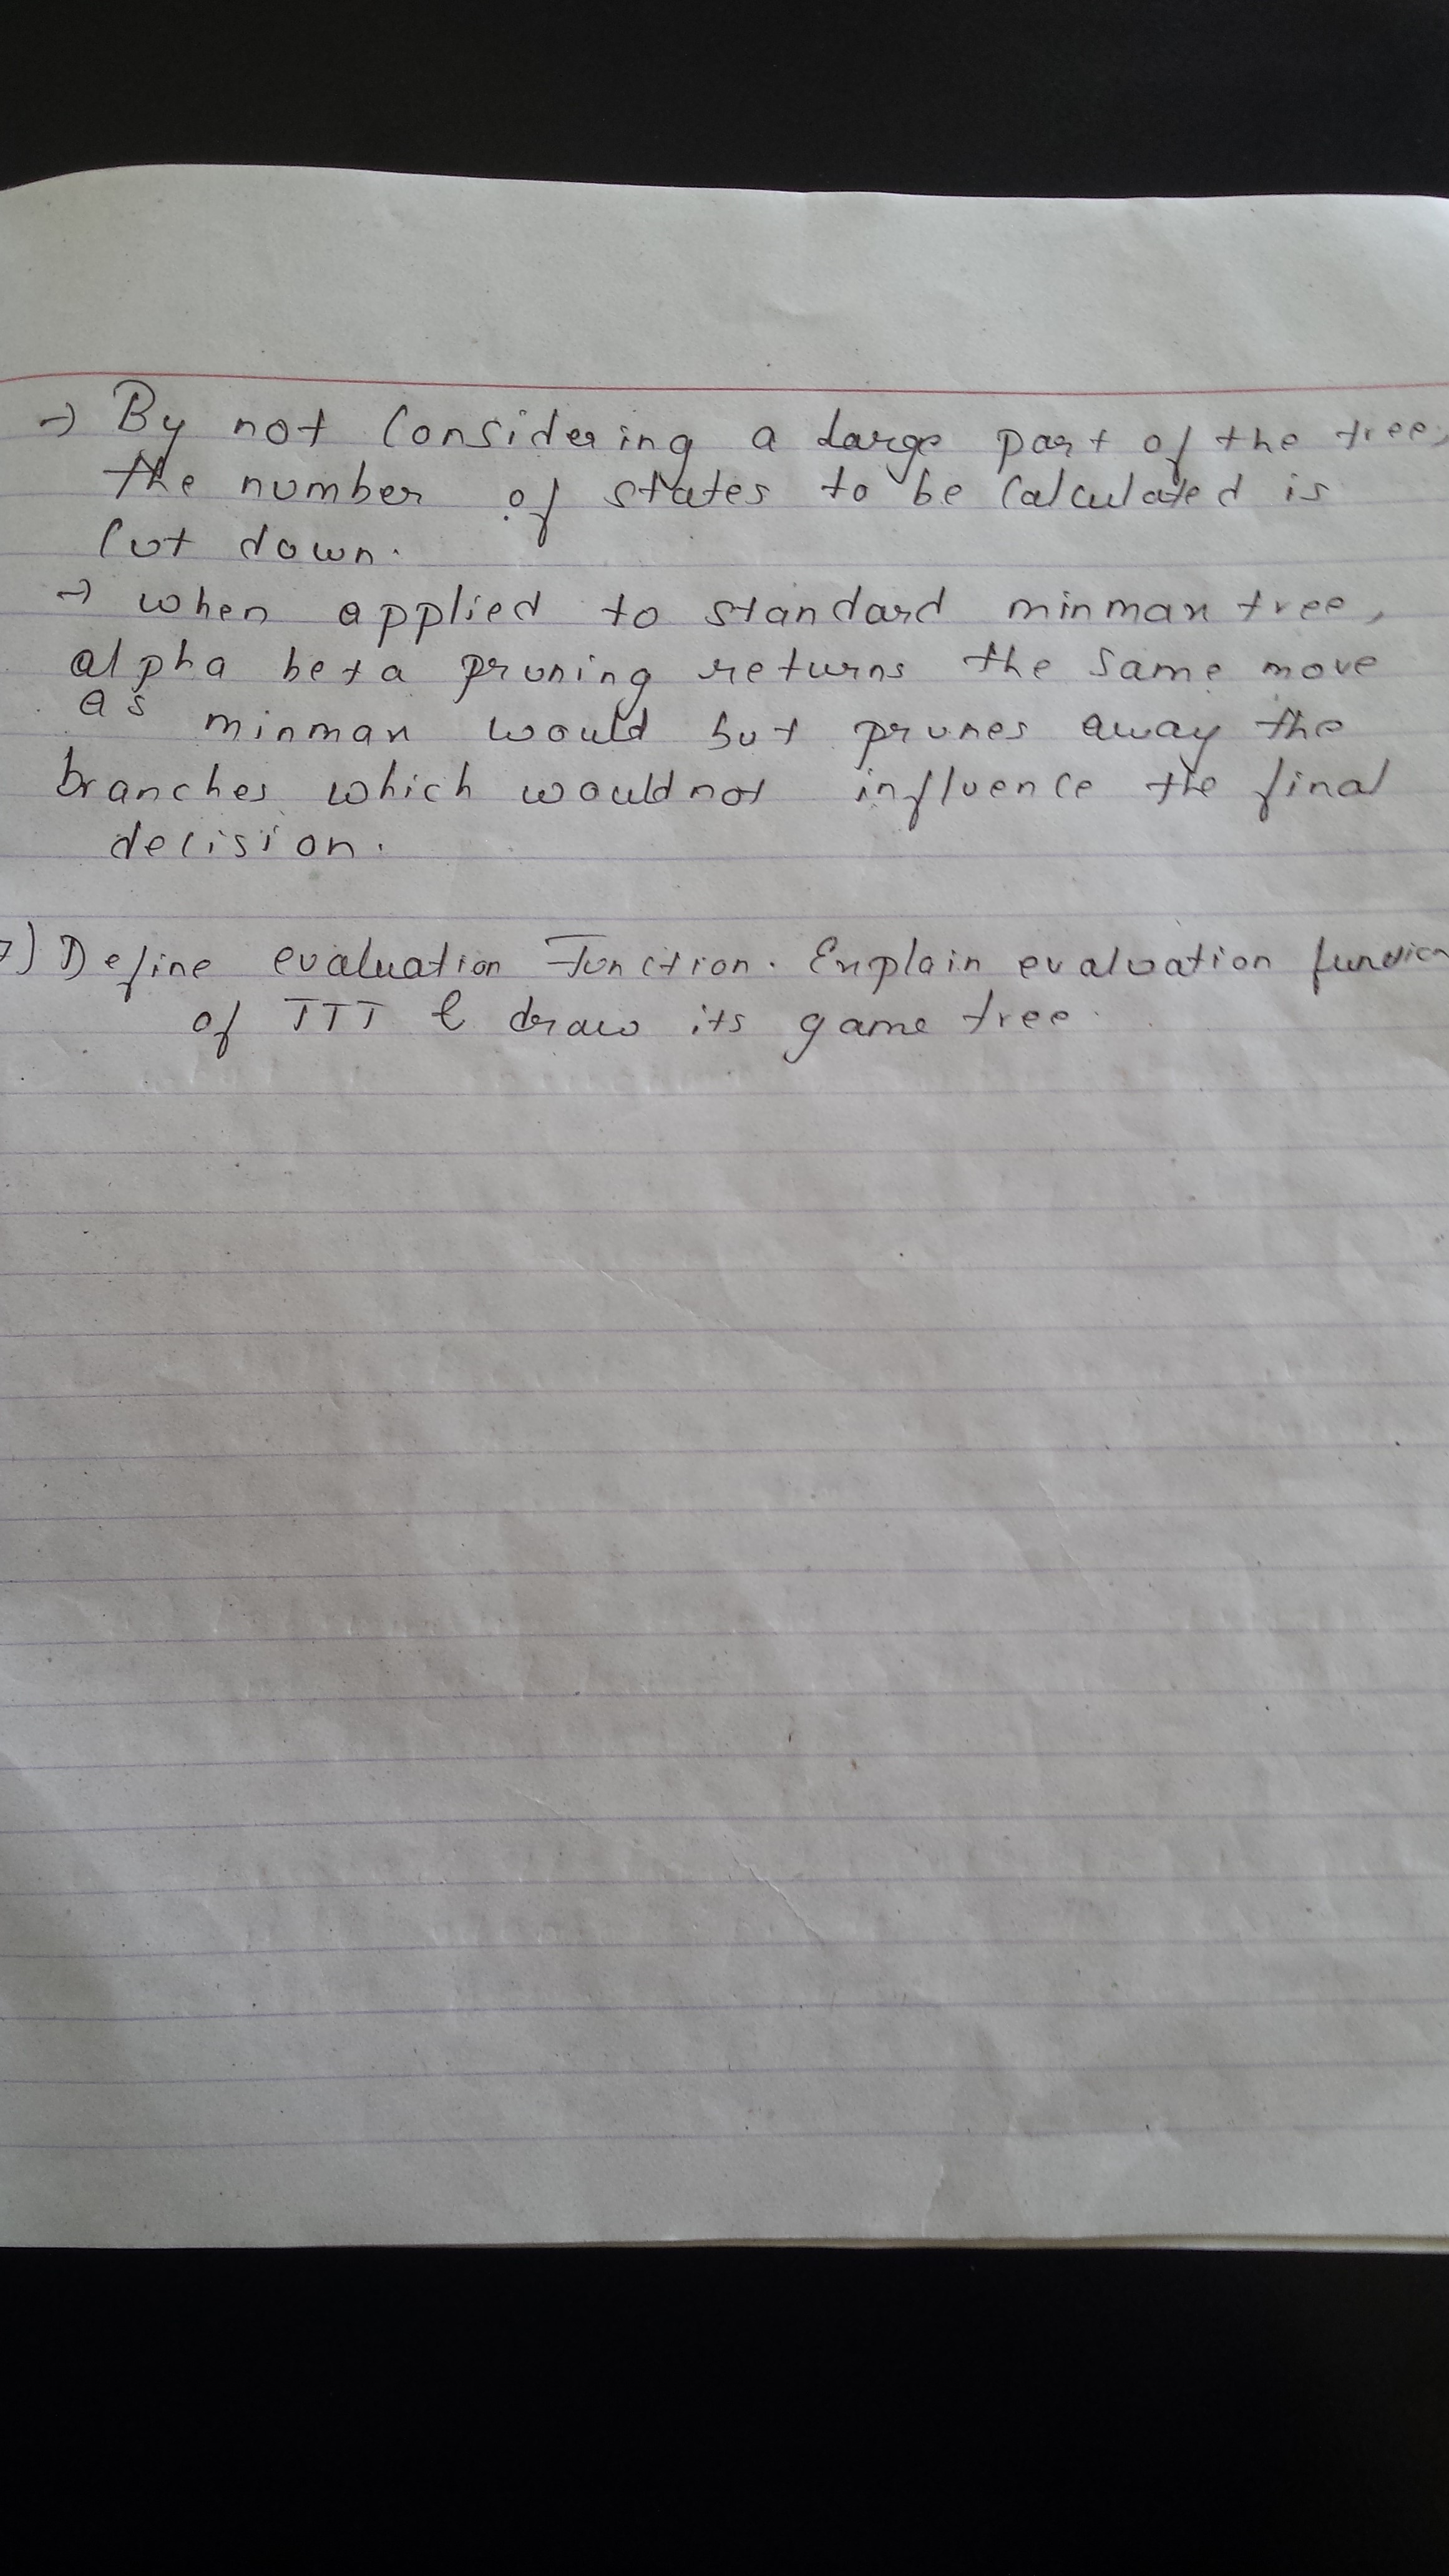 → By not Considering a large part of the tree,
the number of states to be Calculated is
Cut down.
→ when applied to standard minmax tree,
alpha beta pruning returns the same move
as minmax would but prunes away the
branches which would not influence the final
decision.
7) Define evaluation Function. Explain evaluation function
of TTT & draw its game tree.